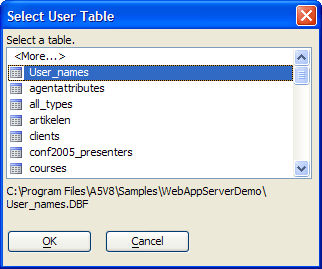 Select User Table
Select a table.
<More...>
User_names
agentattributes
all_types
artikelen
clients
conf2005_presenters
courses
C:\Program Files\A5V8\Samples\WebAppServerDemo\
User_names.DBF
OK Cancel